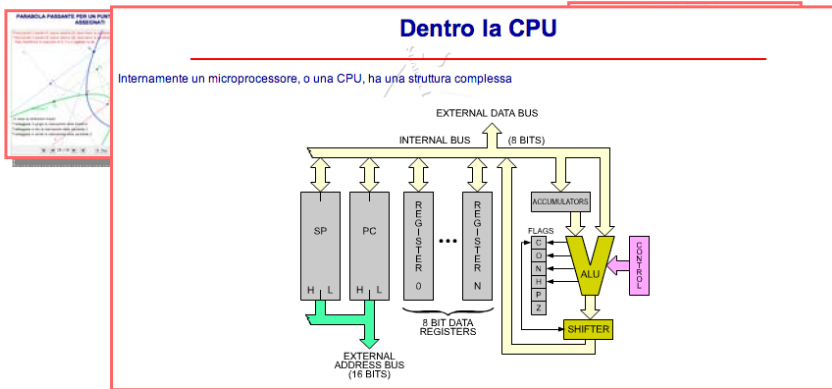 PARABOLA PASSANTE PER UN PUNT
ASSEGNATI
Dentro la CPU
Internamente un microprocessore, o una CPU, ha una struttura complessa
EXTERNAL DATA BUS
INTERNAL BUS (8 BITS)
SP
H L
PC
H L
REGISTER 0
REGISTER N
8 BIT DATA
REGISTERS
EXTERNAL
ADDRESS BUS
(16 BITS)
ACCUMULATORS
FLAGS
C
O
N
H
P
Z
ALU
CONTROL
SHIFTER